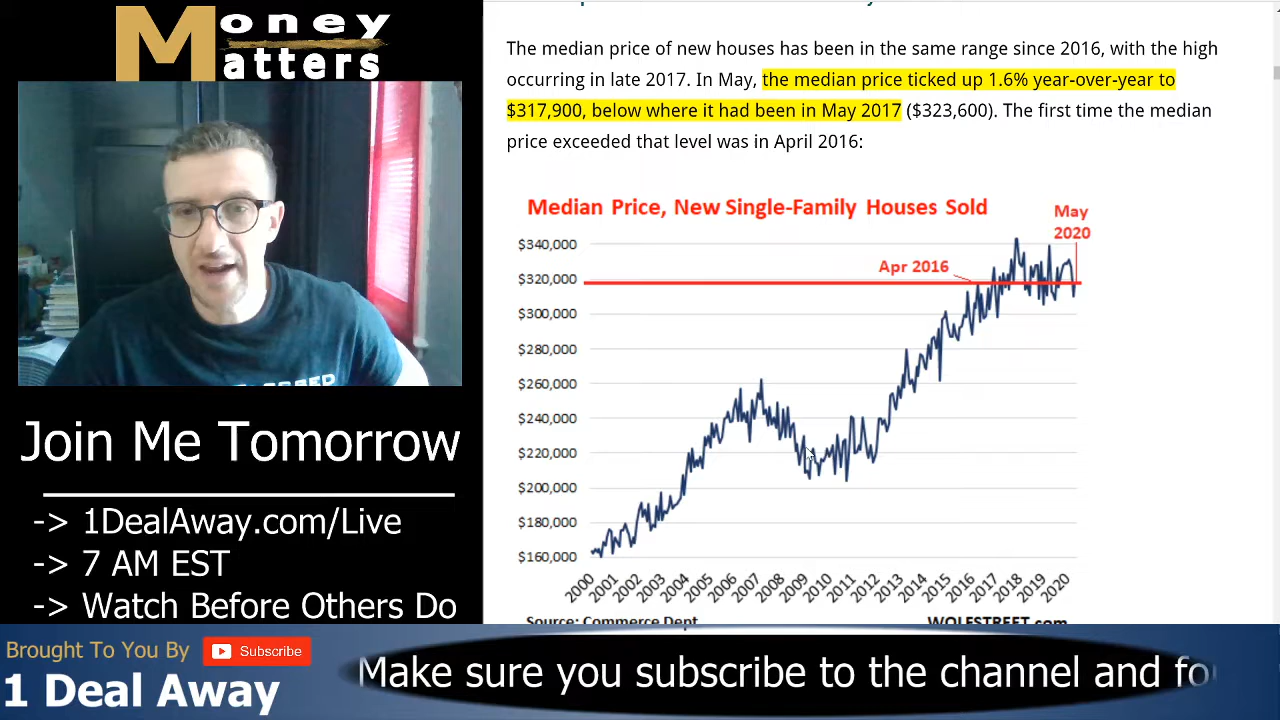 Money
Matters
Join Me Tomorrow
-> 1DealAway.com/Live
-> 7 AM EST
-> Watch Before Others Do
The median price of new houses has been in the same range since 2016, with the high
occurring in late 2017. In May, the median price ticked up 1.6% year-over-year to
$317,900, below where it had been in May 2017 ($323,600). The first time the median
price exceeded that level was in April 2016:
Median Price, New Single-Family Houses Sold
May
2020
Apr 2016
$340,000
$320,000
$300,000
$280,000
$260,000
$240,000
$220,000
$200,000
$180,000
$160,000
2000 2001 2002 2003 2004 2005 2006 2007 2008 2009 2010 2011 2012 2013 2014 2015 2016 2017 2018 2019 2020
Source: Commerce Dept
WOLFSTREET.com
Brought To You By
Subscribe
1 Deal Away
Make sure you subscribe to the channel and fo